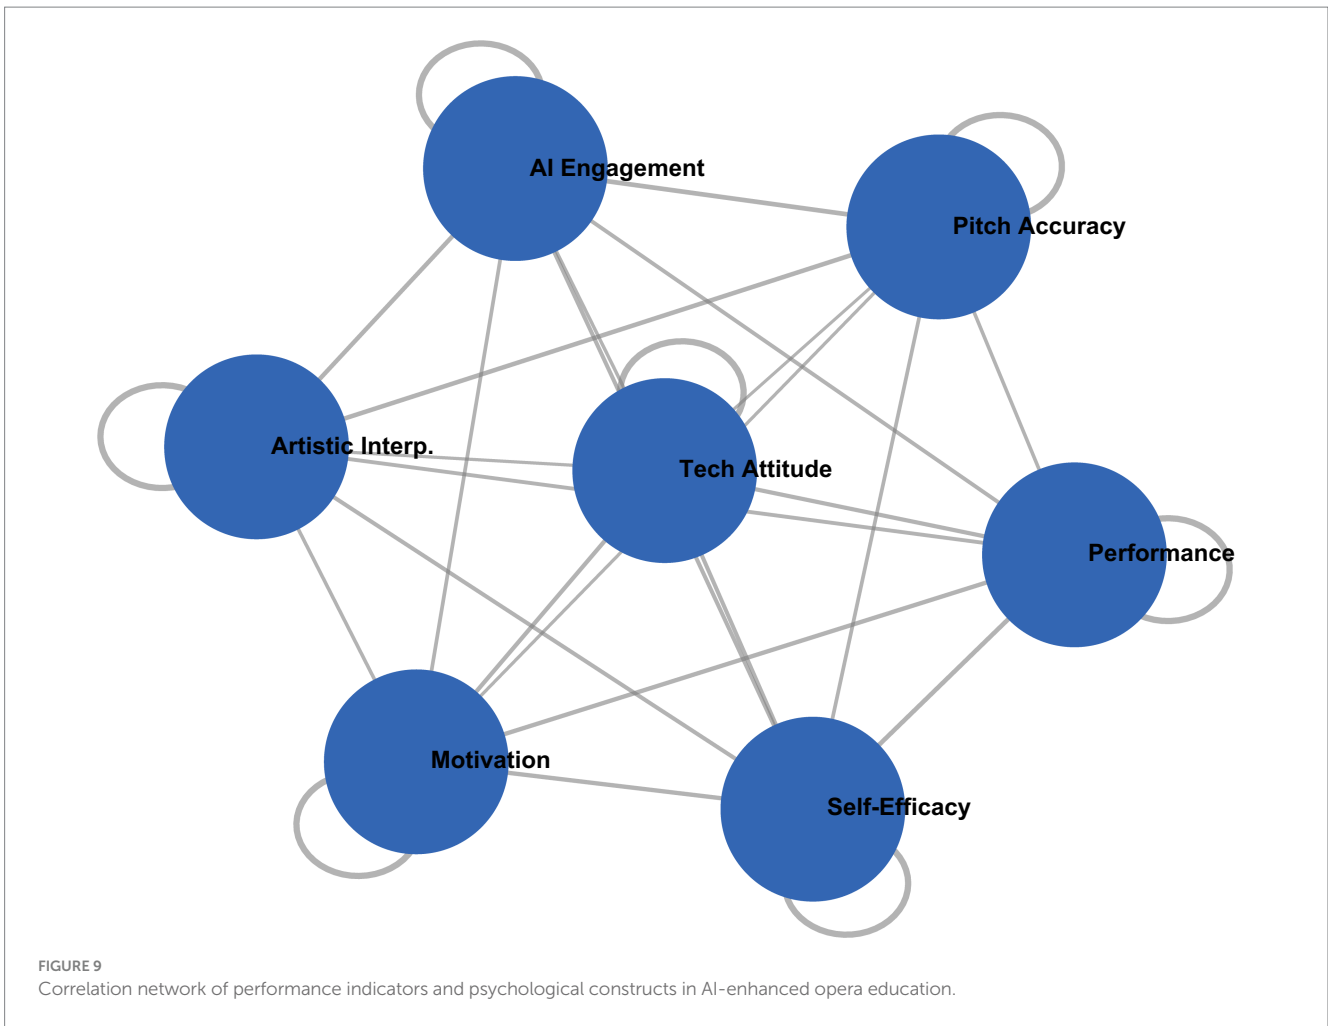 AI Engagement
Pitch Accuracy
Artistic Interp.
Tech Attitude
Performance
Motivation
Self-Efficacy
FIGURE 9
Correlation network of performance indicators and psychological constructs in AI-enhanced opera education.